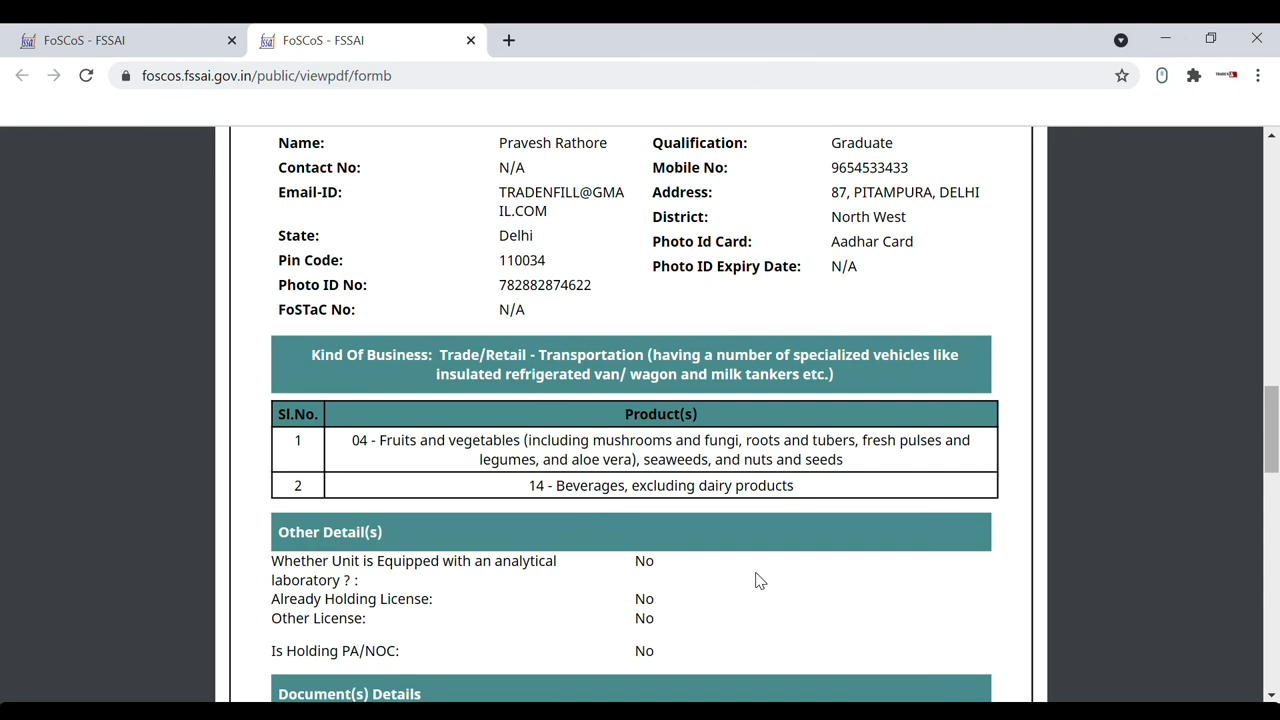 FoSCoS - FSSAI
FoSCoS - FSSAI
foscos.fssai.gov.in/public/viewpdf/formb
Name: Pravesh Rathore Qualification: Graduate
Contact No: N/A Mobile No: 9654533433
Email-ID: TRADENFILL@GMA Address: 87, PITAMPURA, DELHI
IL.COM District: North West
State: Delhi Photo Id Card: Aadhar Card
Pin Code: 110034 Photo ID Expiry Date: N/A
Photo ID No: 782882874622
FoSTaC No: N/A
Kind Of Business: Trade/Retail - Transportation (having a number of specialized vehicles like
insulated refrigerated van/ wagon and milk tankers etc.)
Sl.No. Product(s)
1 04 - Fruits and vegetables (including mushrooms and fungi, roots and tubers, fresh pulses and
legumes, and aloe vera), seaweeds, and nuts and seeds
2 14 - Beverages, excluding dairy products
Other Detail(s)
Whether Unit is Equipped with an analytical No
laboratory ? :
Already Holding License: No
Other License: No
Is Holding PA/NOC: No
Document(s) Details